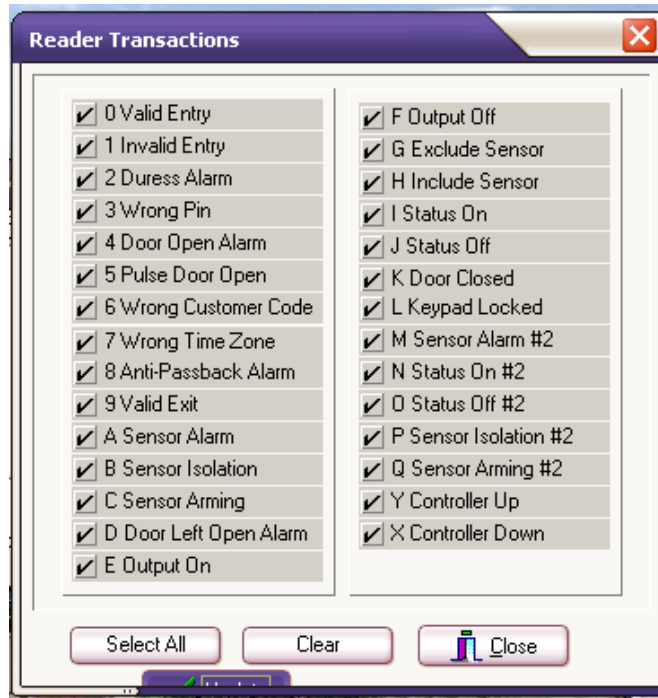 Reader Transactions
0 Valid Entry
1 Invalid Entry
2 Duress Alarm
3 Wrong Pin
4 Door Open Alarm
5 Pulse Door Open
6 Wrong Customer Code
7 Wrong Time Zone
8 Anti-Passback Alarm
9 Valid Exit
A Sensor Alarm
B Sensor Isolation
C Sensor Arming
D Door Left Open Alarm
E Output On
F Output Off
G Exclude Sensor
H Include Sensor
I Status On
J Status Off
K Door Closed
L Keypad Locked
M Sensor Alarm #2
N Status On #2
O Status Off #2
P Sensor Isolation #2
Q Sensor Arming #2
Y Controller Up
X Controller Down
Select All
Clear
Close